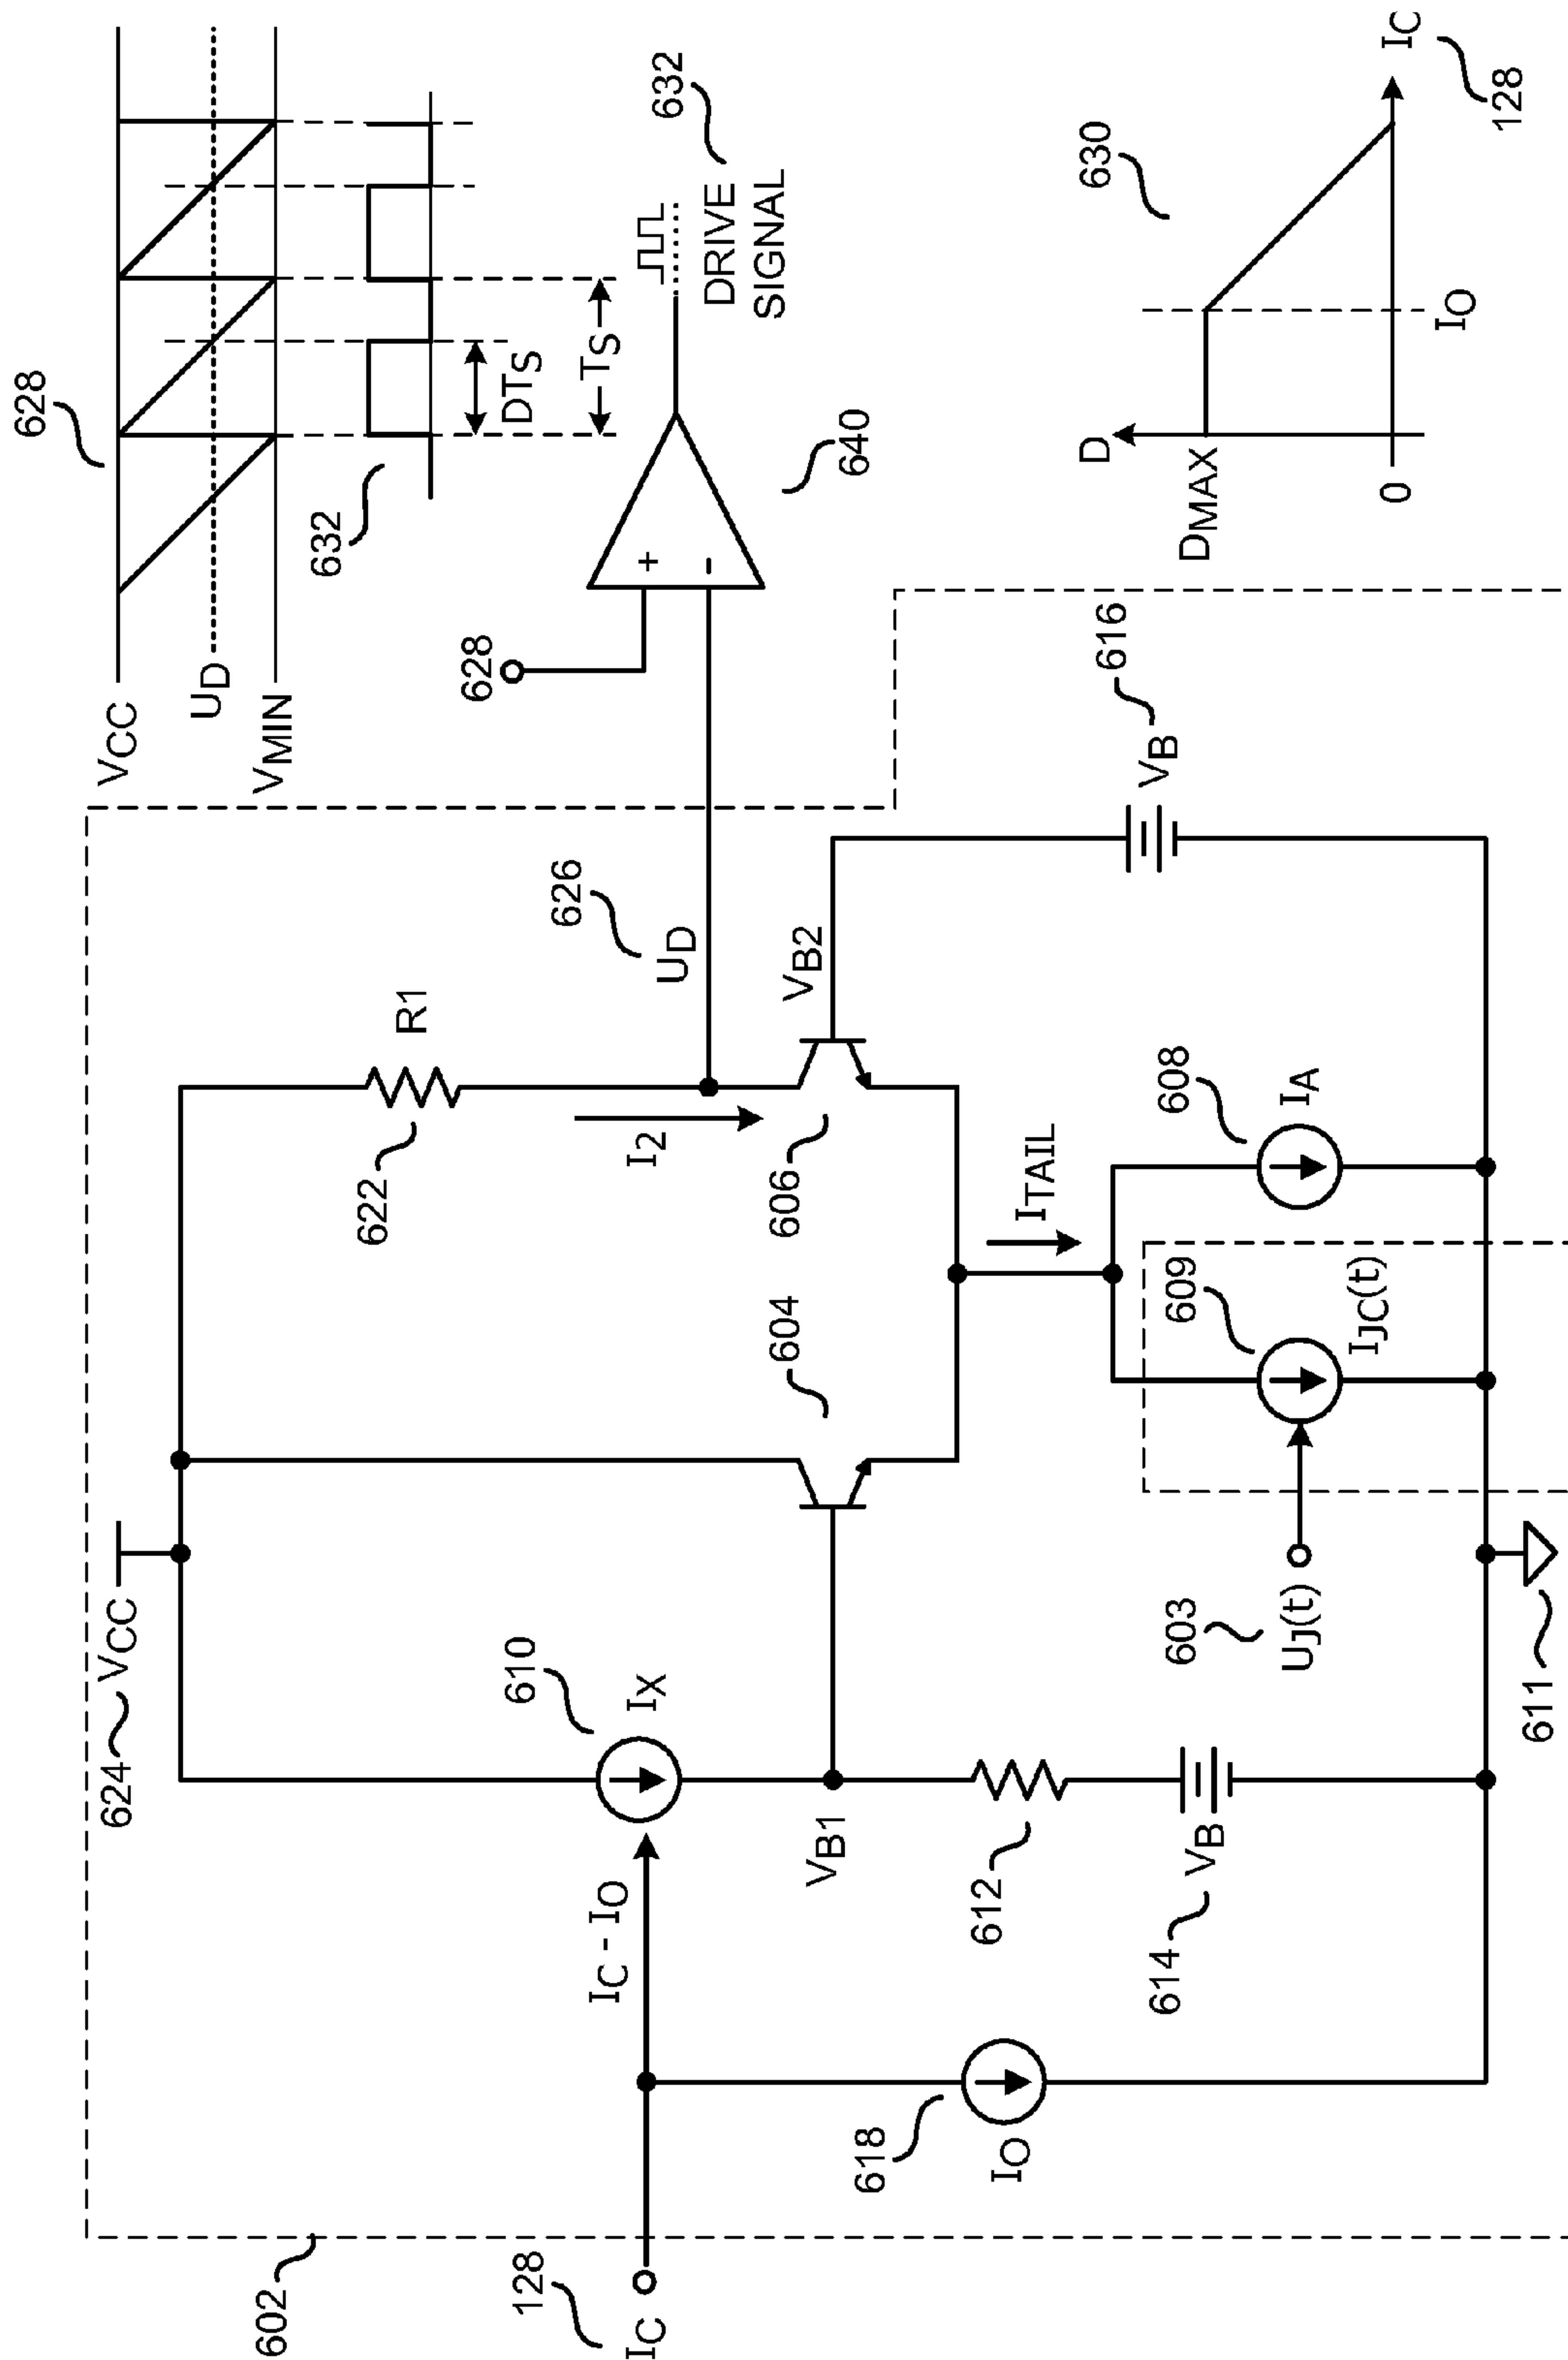 602
624
VCC
610
IX
128
IC
IC - IO
618
IO
VB1
612
614
VB
604
622
R1
I2
626
UD
606
VB2
ITAIL
603
UJ(t)
609
IJC(t)
608
IA
616
VB
611
628
VCC
UD
VMIN
632
DTS
TS
628
+
-
640
632
DRIVE
SIGNAL
630
D
DMAX
0
IO
IC
128